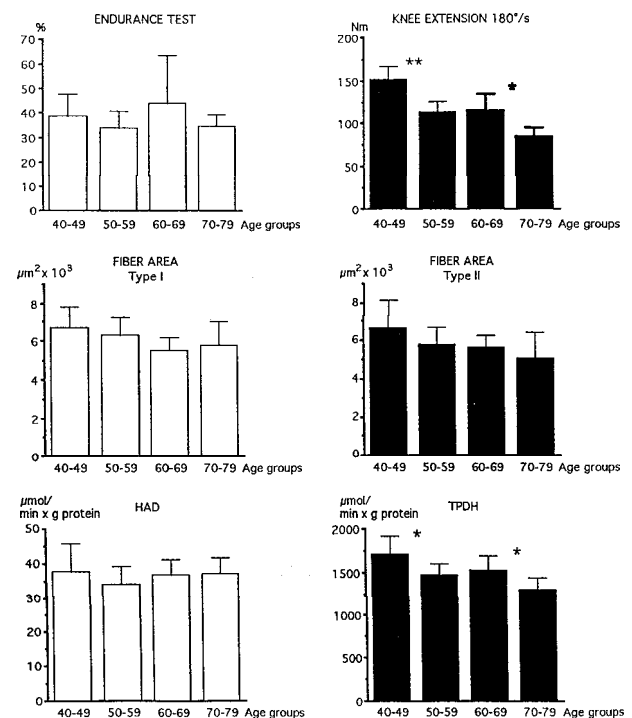 ENDURANCE TEST
%
70
60
50
40
30
20
10
0
40-49 50-59 60-69 70-79 Age groups
KNEE EXTENSION 180°/s
Nm
200
150
100
50
0
**
*
40-49 50-59 60-69 70-79 Age groups
FIBER AREA
Type I
µm² x 10³
8
6
4
2
0
40-49 50-59 60-69 70-79 Age groups
FIBER AREA
Type II
µm² x 10³
8
6
4
2
0
40-49 50-59 60-69 70-79 Age groups
HAD
µmol/
min x g protein
50
40
30
20
10
0
40-49 50-59 60-69 70-79 Age groups
TPDH
µmol/
min x g protein
2000
1500
1000
500
0
*
*
40-49 50-59 60-69 70-79 Age groups